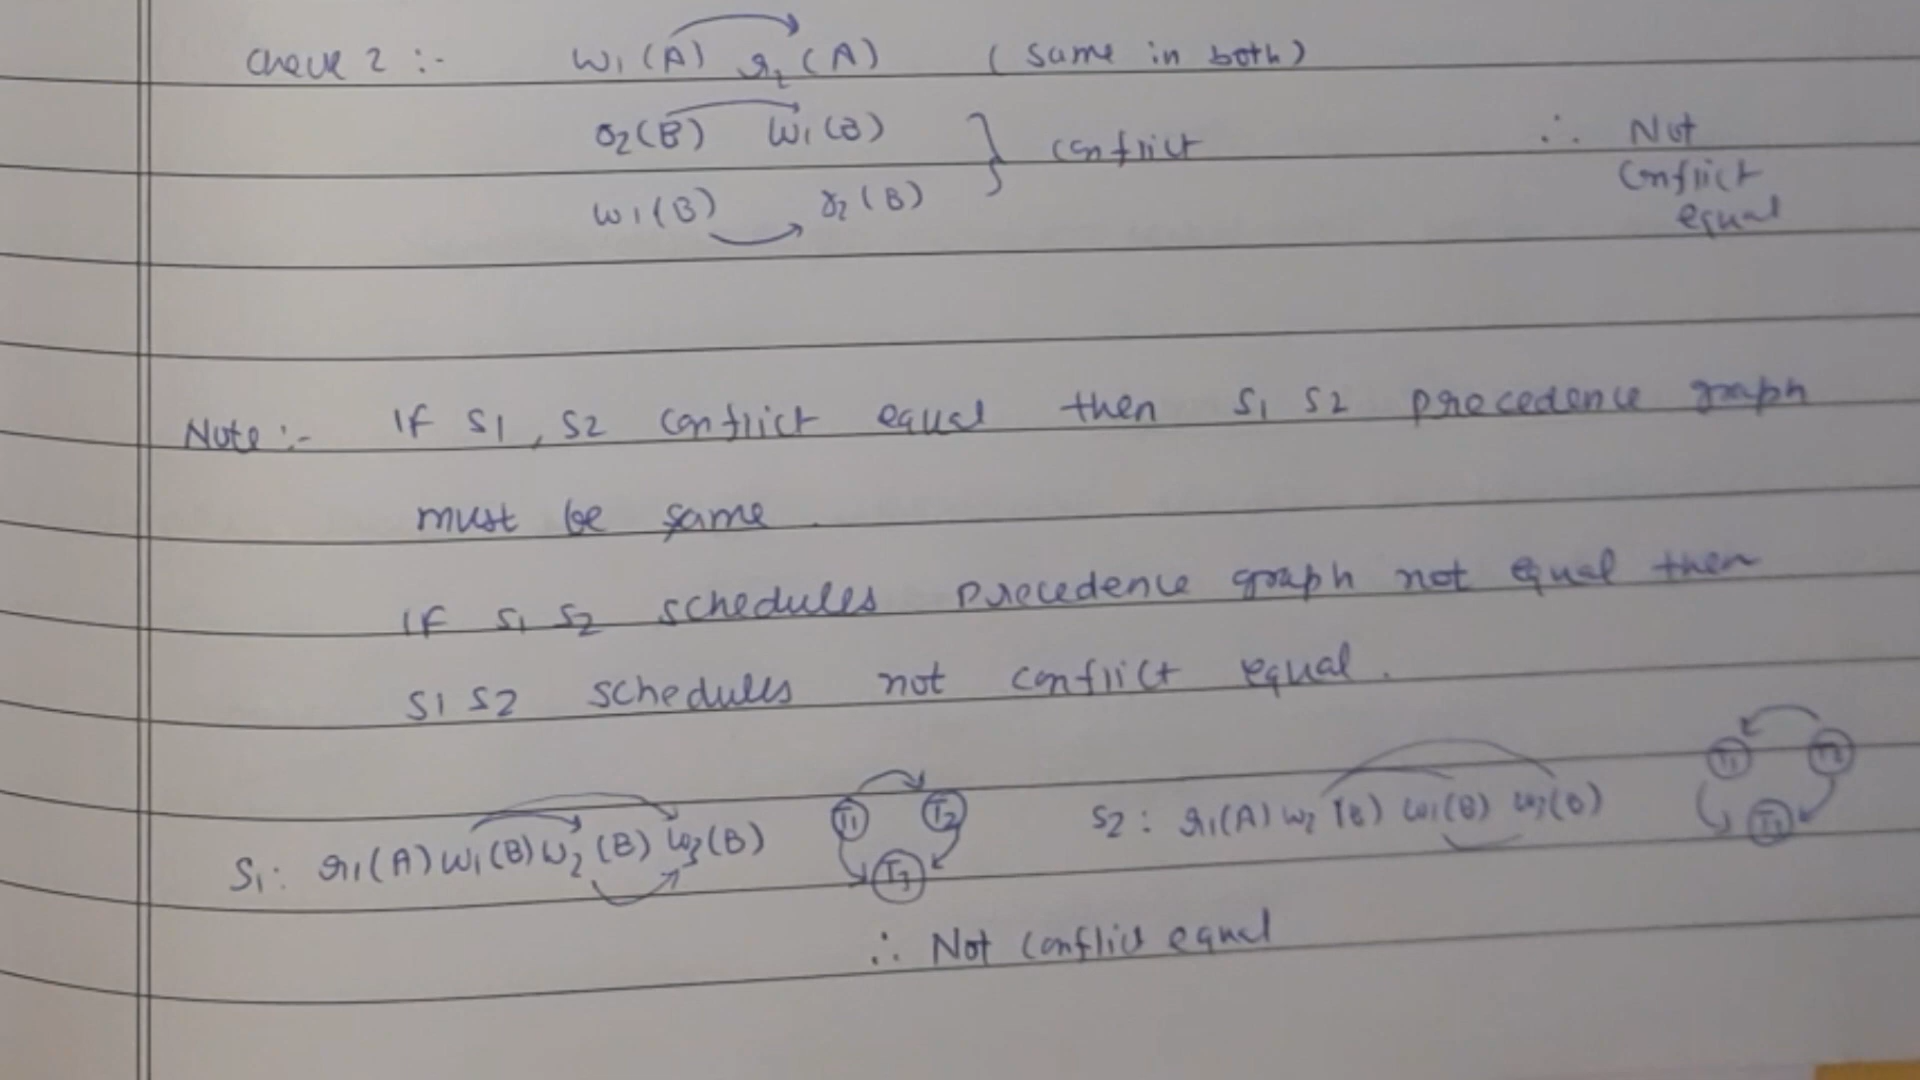 Check 2 :- w1(A) r2(A) (same in both)
r2(B) w1(B) } conflict ∴ Not
w1(B) r2(B) conflict
equal
Note :- If S1, S2 conflict equal then S1 S2 precedence graph
must be same.
If S1 S2 schedules precedence graph not equal then
S1 S2 schedules not conflict equal.
T1 T2 T3
S1: r1(A) w1(B) w2(B) w3(B) T1 T2 T3 S2: r1(A) w2(B) w1(B) w3(B)
∴ Not conflict equal